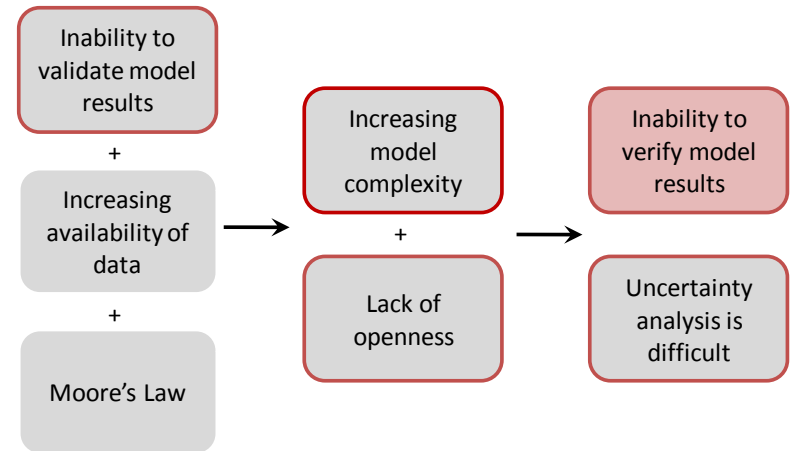 Inability to
validate model
results
+
Increasing
availability of
data
+
Moore's Law
Increasing
model
complexity
+
Lack of
openness
Inability to
verify model
results
Uncertainty
analysis is
difficult